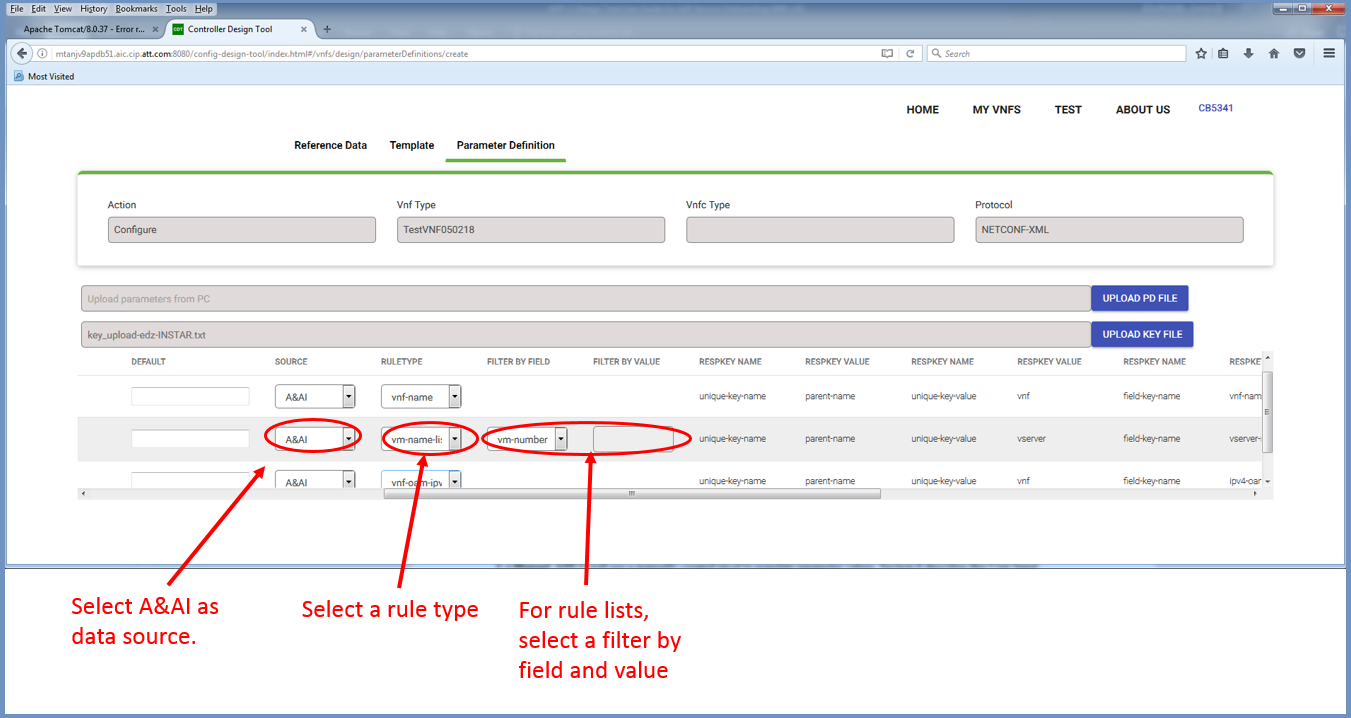 File Edit View History Bookmarks Tools Help
Apache Tomcat/8.0.37 - Error r... × CDT Controller Design Tool × +
mtanjv9apdb51.aic.cip.att.com:8080/config-design-tool/index.html#/vnfs/design/parameterDefinitions/create Search
Most Visited
HOME MY VNFS TEST ABOUT US CB5341
Reference Data Template Parameter Definition
Action Vnf Type Vnfc Type Protocol
Configure TestVNF050218 NETCONF-XML
Upload parameters from PC UPLOAD PD FILE
key_upload-edz-INSTAR.txt UPLOAD KEY FILE
DEFAULT SOURCE RULETYPE FILTER BY FIELD FILTER BY VALUE RESPKEY NAME RESPKEY VALUE RESPKEY NAME RESPKEY VALUE RESPKEY NAME RESPKE
A&AI vnf-name unique-key-name parent-name unique-key-value vnf field-key-name vnf-nam
A&AI vm-name-lis vm-number unique-key-name parent-name unique-key-value vserver field-key-name vserver-
A&AI vnf-oam-ipv unique-key-name parent-name unique-key-value vnf field-key-name ipv4-oar
Select A&AI as
data source.
Select a rule type
For rule lists,
select a filter by
field and value